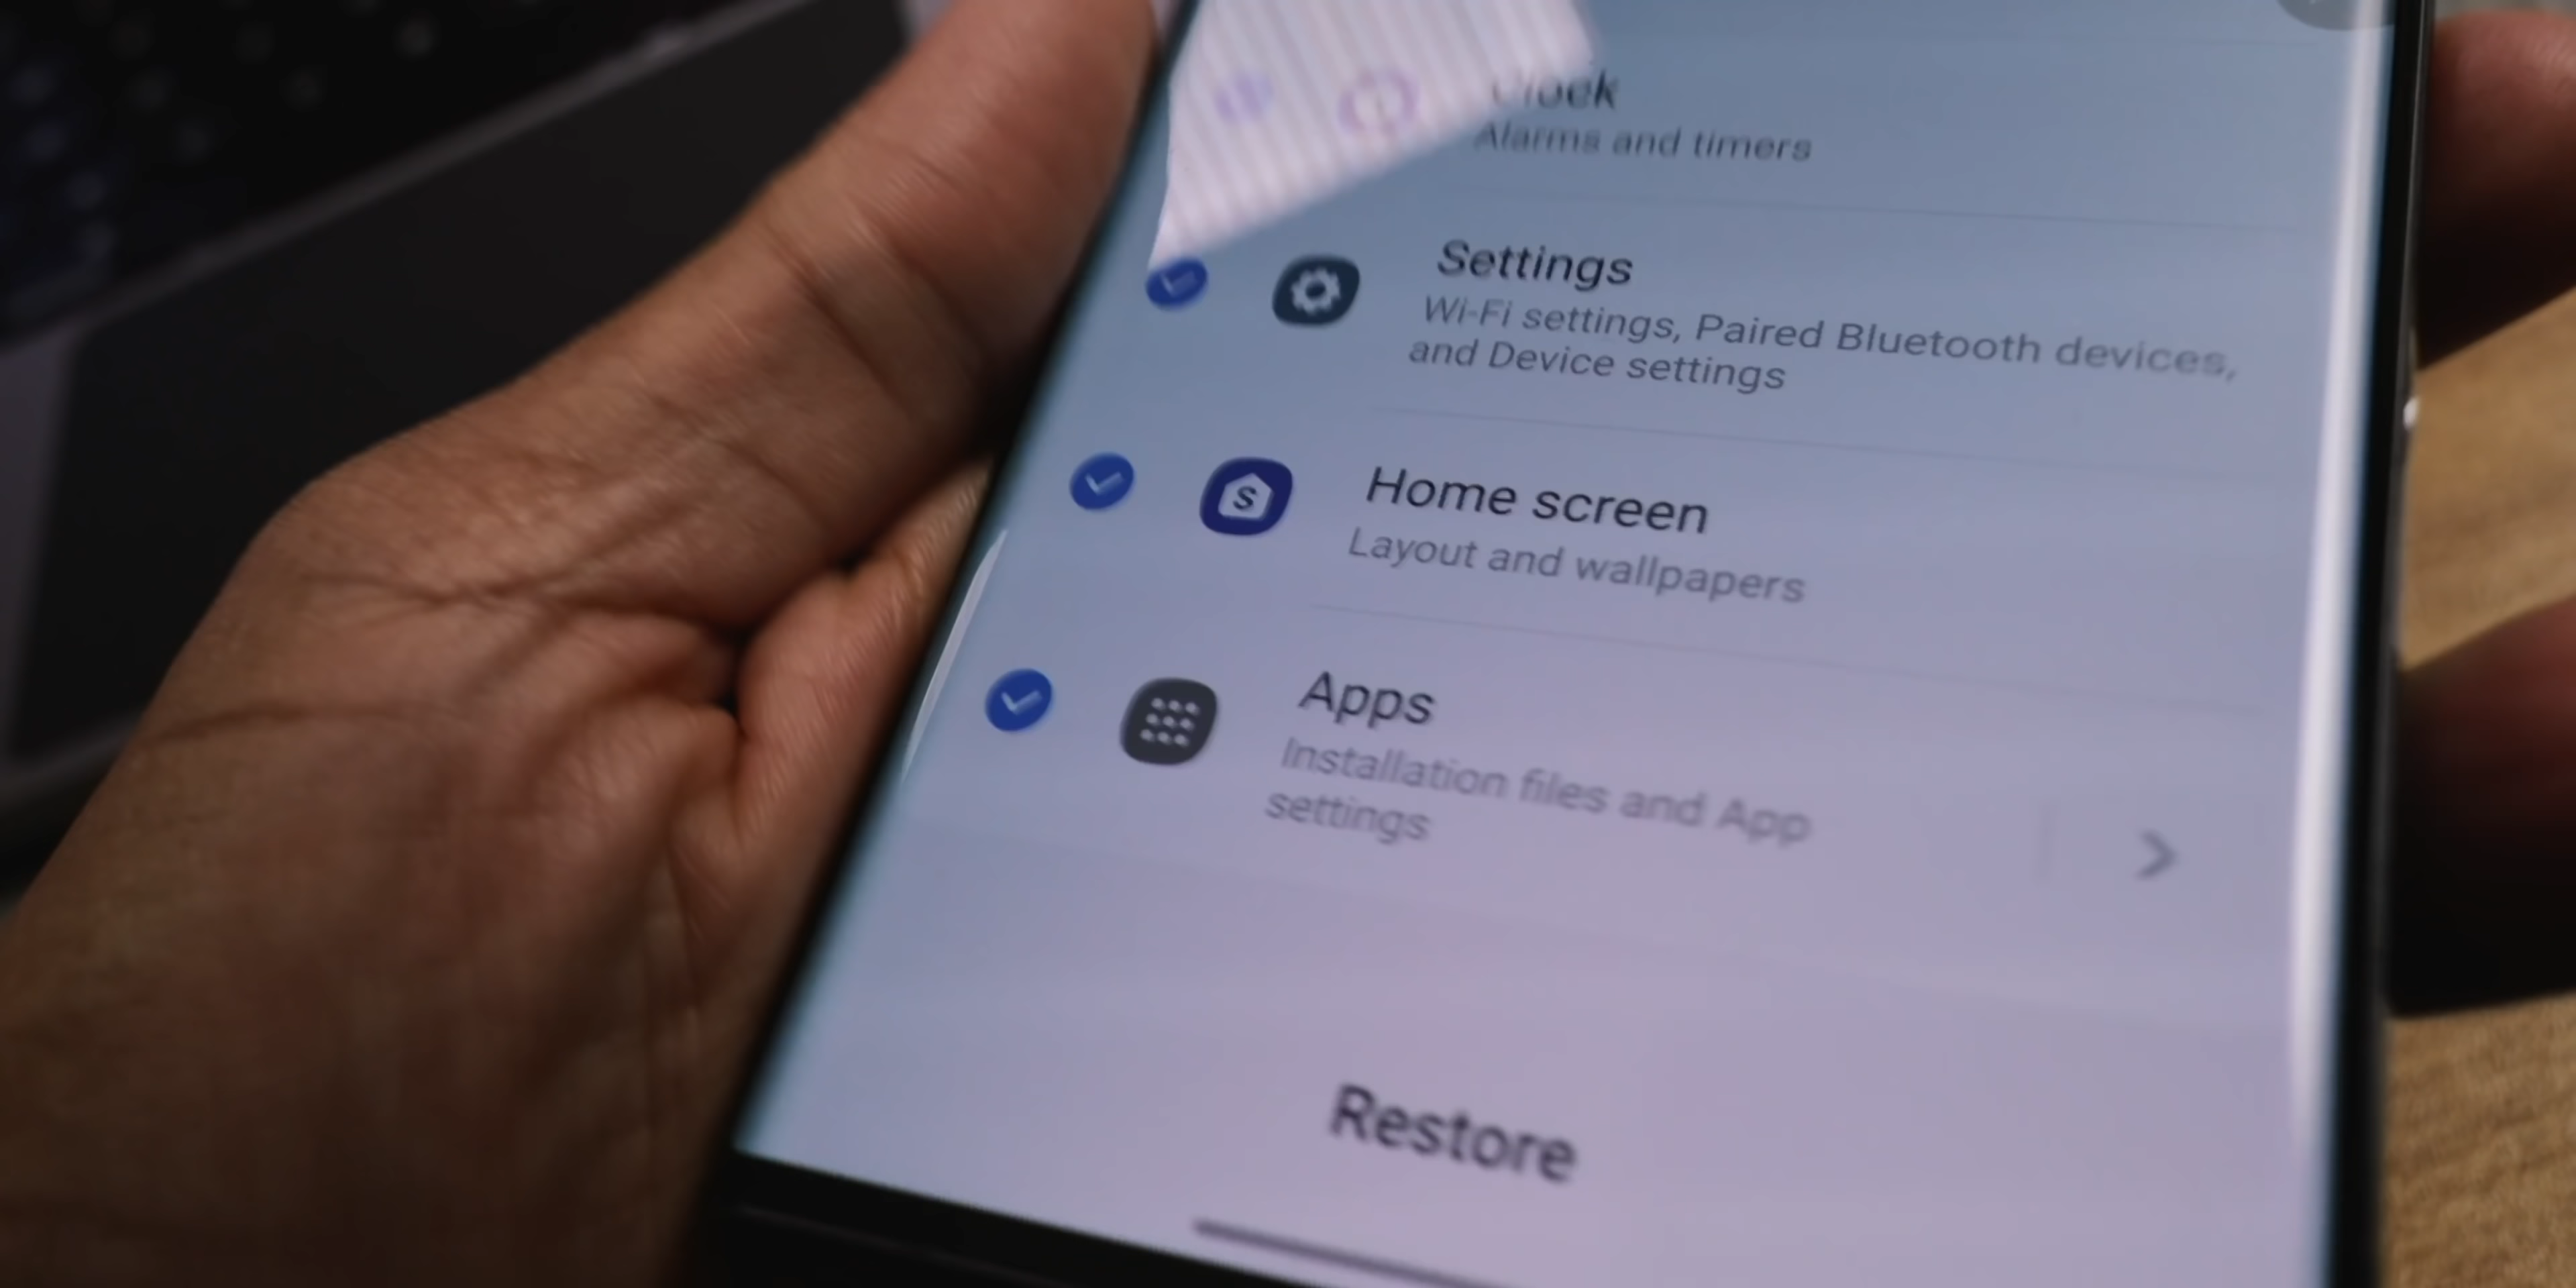 Clock
Alarms and timers
Settings
Wi-Fi settings, Paired Bluetooth devices,
and Device settings
S
Home screen
Layout and wallpapers
Apps
Installation files and App
settings
Restore